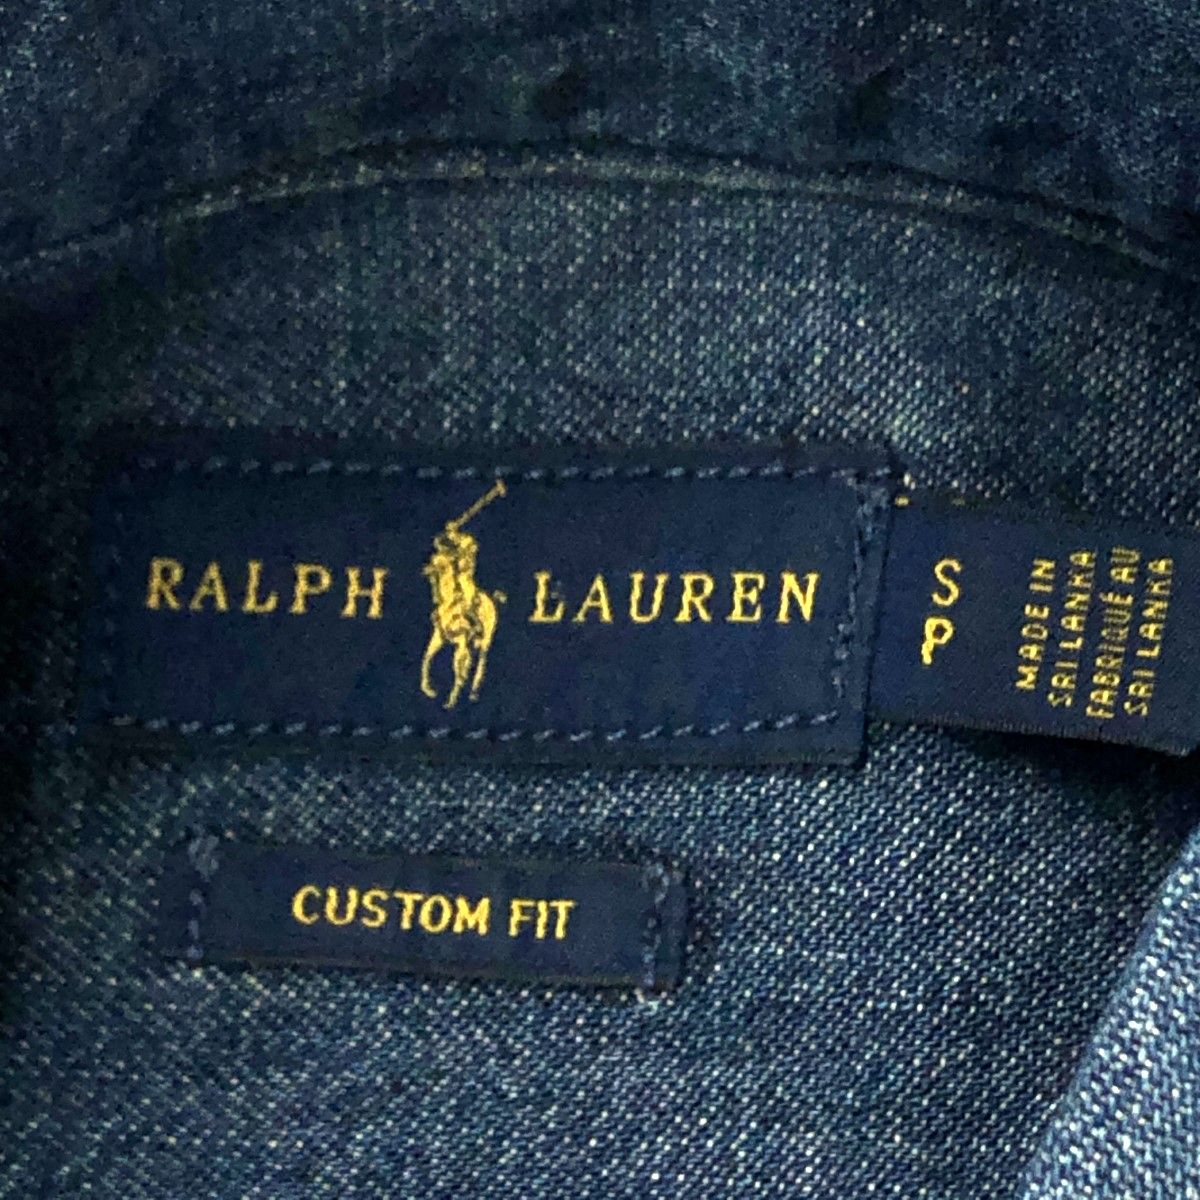 RALPH LAUREN
S
P
MADE IN
SRI LANKA
FABRIQUÉ AU
SRI LANKA
CUSTOM FIT